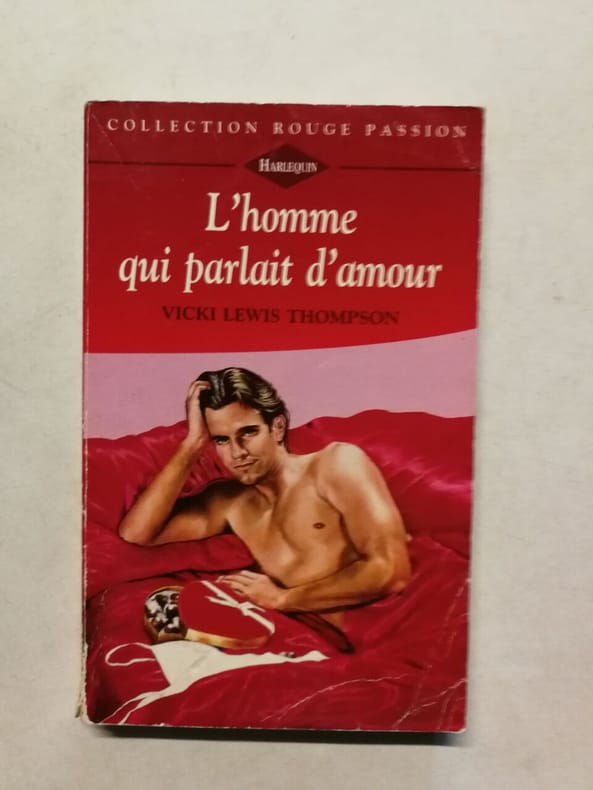 COLLECTION ROUGE PASSION
HARLEQUIN
L'homme
qui parlait d'amour
VICKI LEWIS THOMPSON